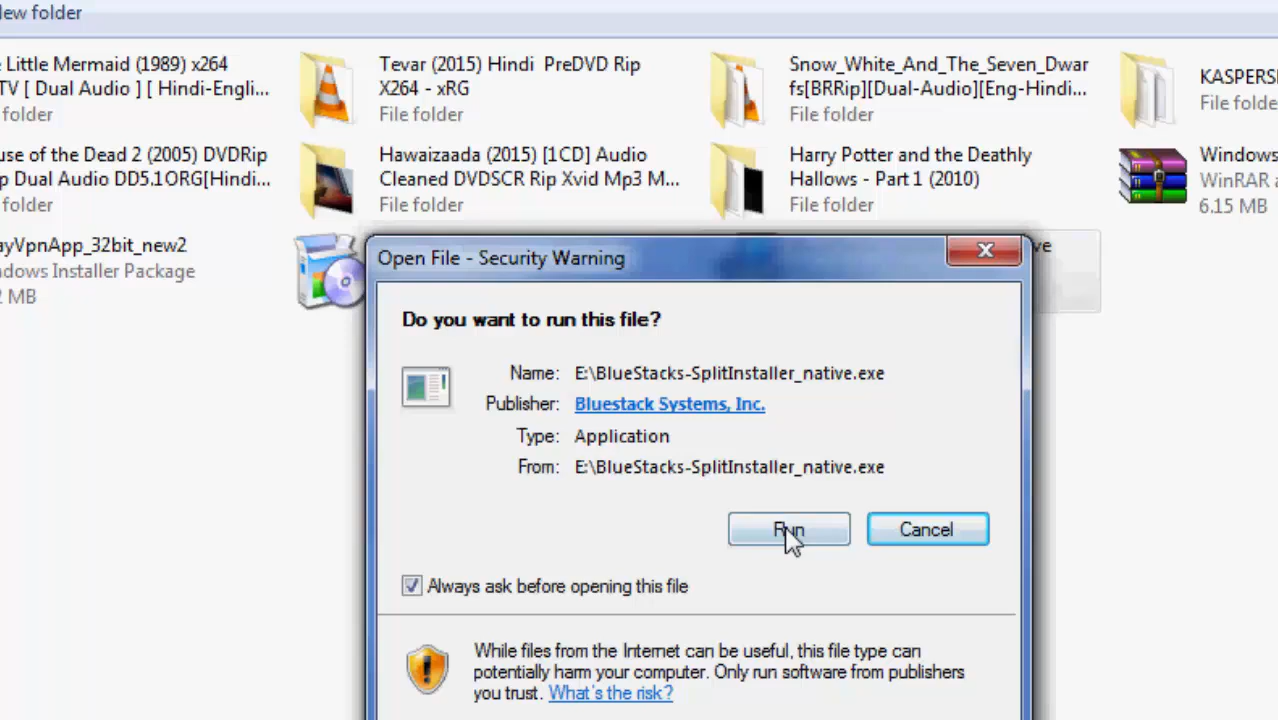 lew folder
Little Mermaid (1989) x264
TV [ Dual Audio ] [ Hindi-Engli...
folder
Tevar (2015) Hindi PreDVD Rip
X264 - xRG
File folder
Snow_White_And_The_Seven_Dwar
fs[BRRip][Dual-Audio][Eng-Hindi...
File folder
KASPERS
File folde
use of the Dead 2 (2005) DVDRip
p Dual Audio DD5.1ORG[Hindi...
folder
Hawaizaada (2015) [1CD] Audio
Cleaned DVDSCR Rip Xvid Mp3 M...
File folder
Harry Potter and the Deathly
Hallows - Part 1 (2010)
File folder
Windows
WinRAR a
6.15 MB
ayVpnApp_32bit_new2
ndows Installer Package
MB
ve
Open File - Security Warning
Do you want to run this file?
Name: E:\BlueStacks-SplitInstaller_native.exe
Publisher: Bluestack Systems, Inc.
Type: Application
From: E:\BlueStacks-SplitInstaller_native.exe
Run Cancel
Always ask before opening this file
While files from the Internet can be useful, this file type can
potentially harm your computer. Only run software from publishers
you trust. What's the risk?